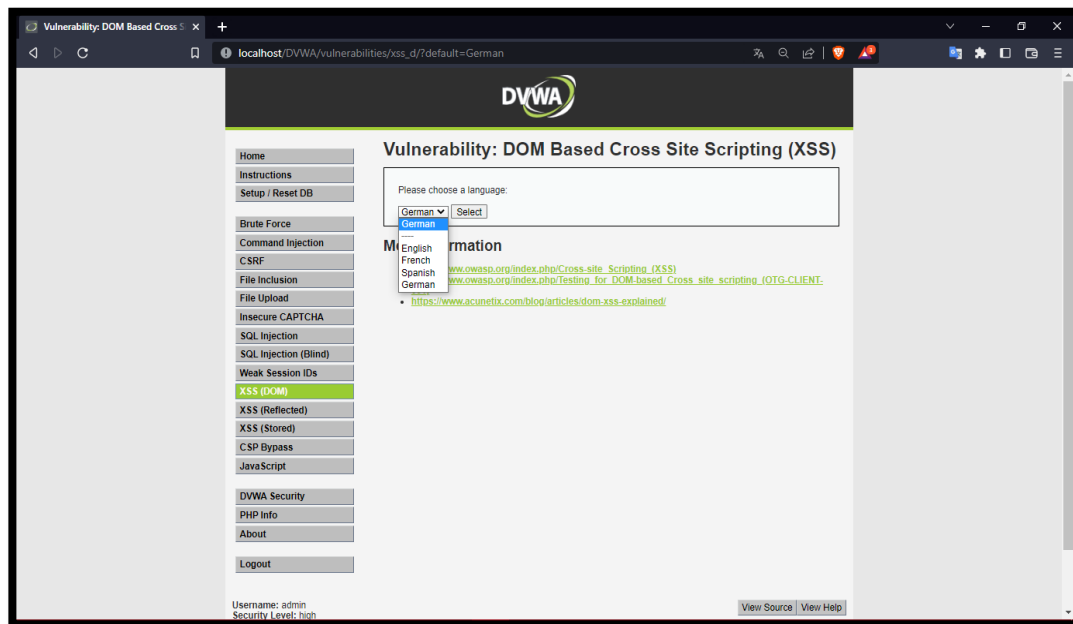 Vulnerability: DOM Based Cross S
localhost/DVWA/vulnerabilities/xss_d/?default=German
DVWA
Home
Instructions
Setup / Reset DB
Brute Force
Command Injection
CSRF
File Inclusion
File Upload
Insecure CAPTCHA
SQL Injection
SQL Injection (Blind)
Weak Session IDs
XSS (DOM)
XSS (Reflected)
XSS (Stored)
CSP Bypass
JavaScript
DVWA Security
PHP Info
About
Logout
Vulnerability: DOM Based Cross Site Scripting (XSS)
Please choose a language:
German
Select
German
----
English
French
Spanish
German
M rmation
ww.owasp.org/index.php/Cross-site_Scripting_(XSS)
ww.owasp.org/index.php/Testing_for_DOM-based_Cross_site_scripting_(OTG-CLIENT-
https://www.acunetix.com/blog/articles/dom-xss-explained/
Username: admin
Security Level: high
View Source
View Help